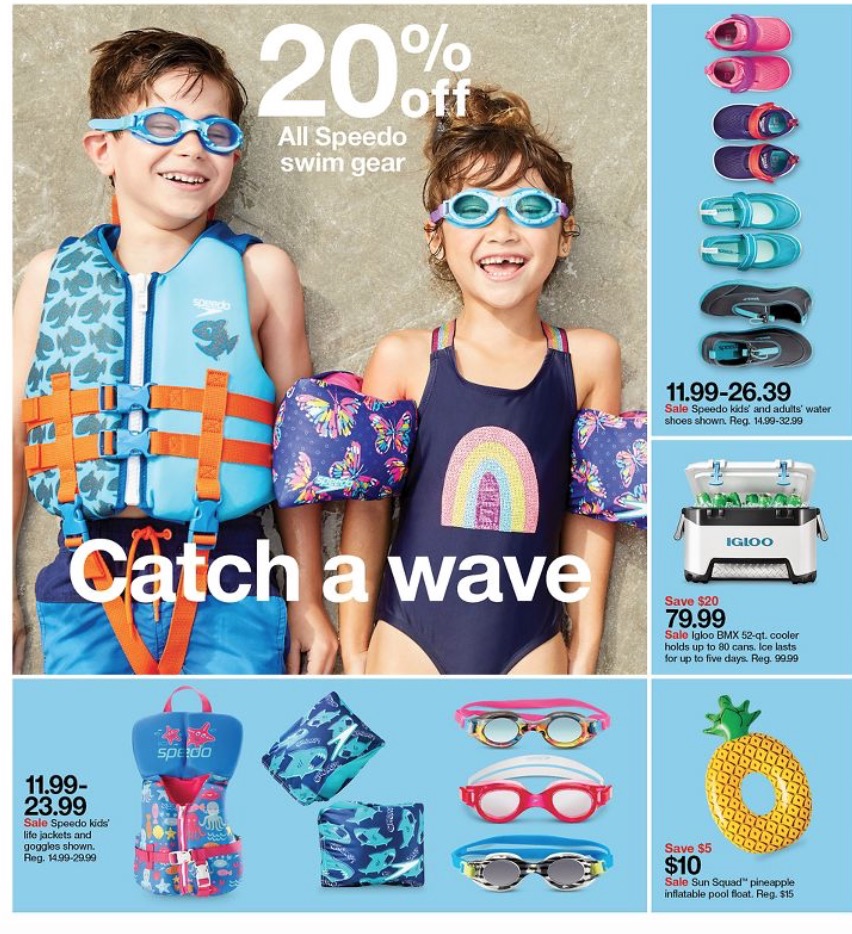 20% off
All Speedo
swim gear
speedo
Catch a wave
11.99-26.39
Sale Speedo kids' and adults' water
shoes shown. Reg. 14.99-32.99
IGLOO
Save $20
79.99
Sale Igloo BMX 52-qt. cooler
holds up to 80 cans. Ice lasts
for up to five days. Reg. 99.99
speedo
11.99-
23.99
Sale Speedo kids'
life jackets and
goggles shown.
Reg. 14.99-29.99
Save $5
$10
Sale Sun Squad™ pineapple
inflatable pool float. Reg. $15